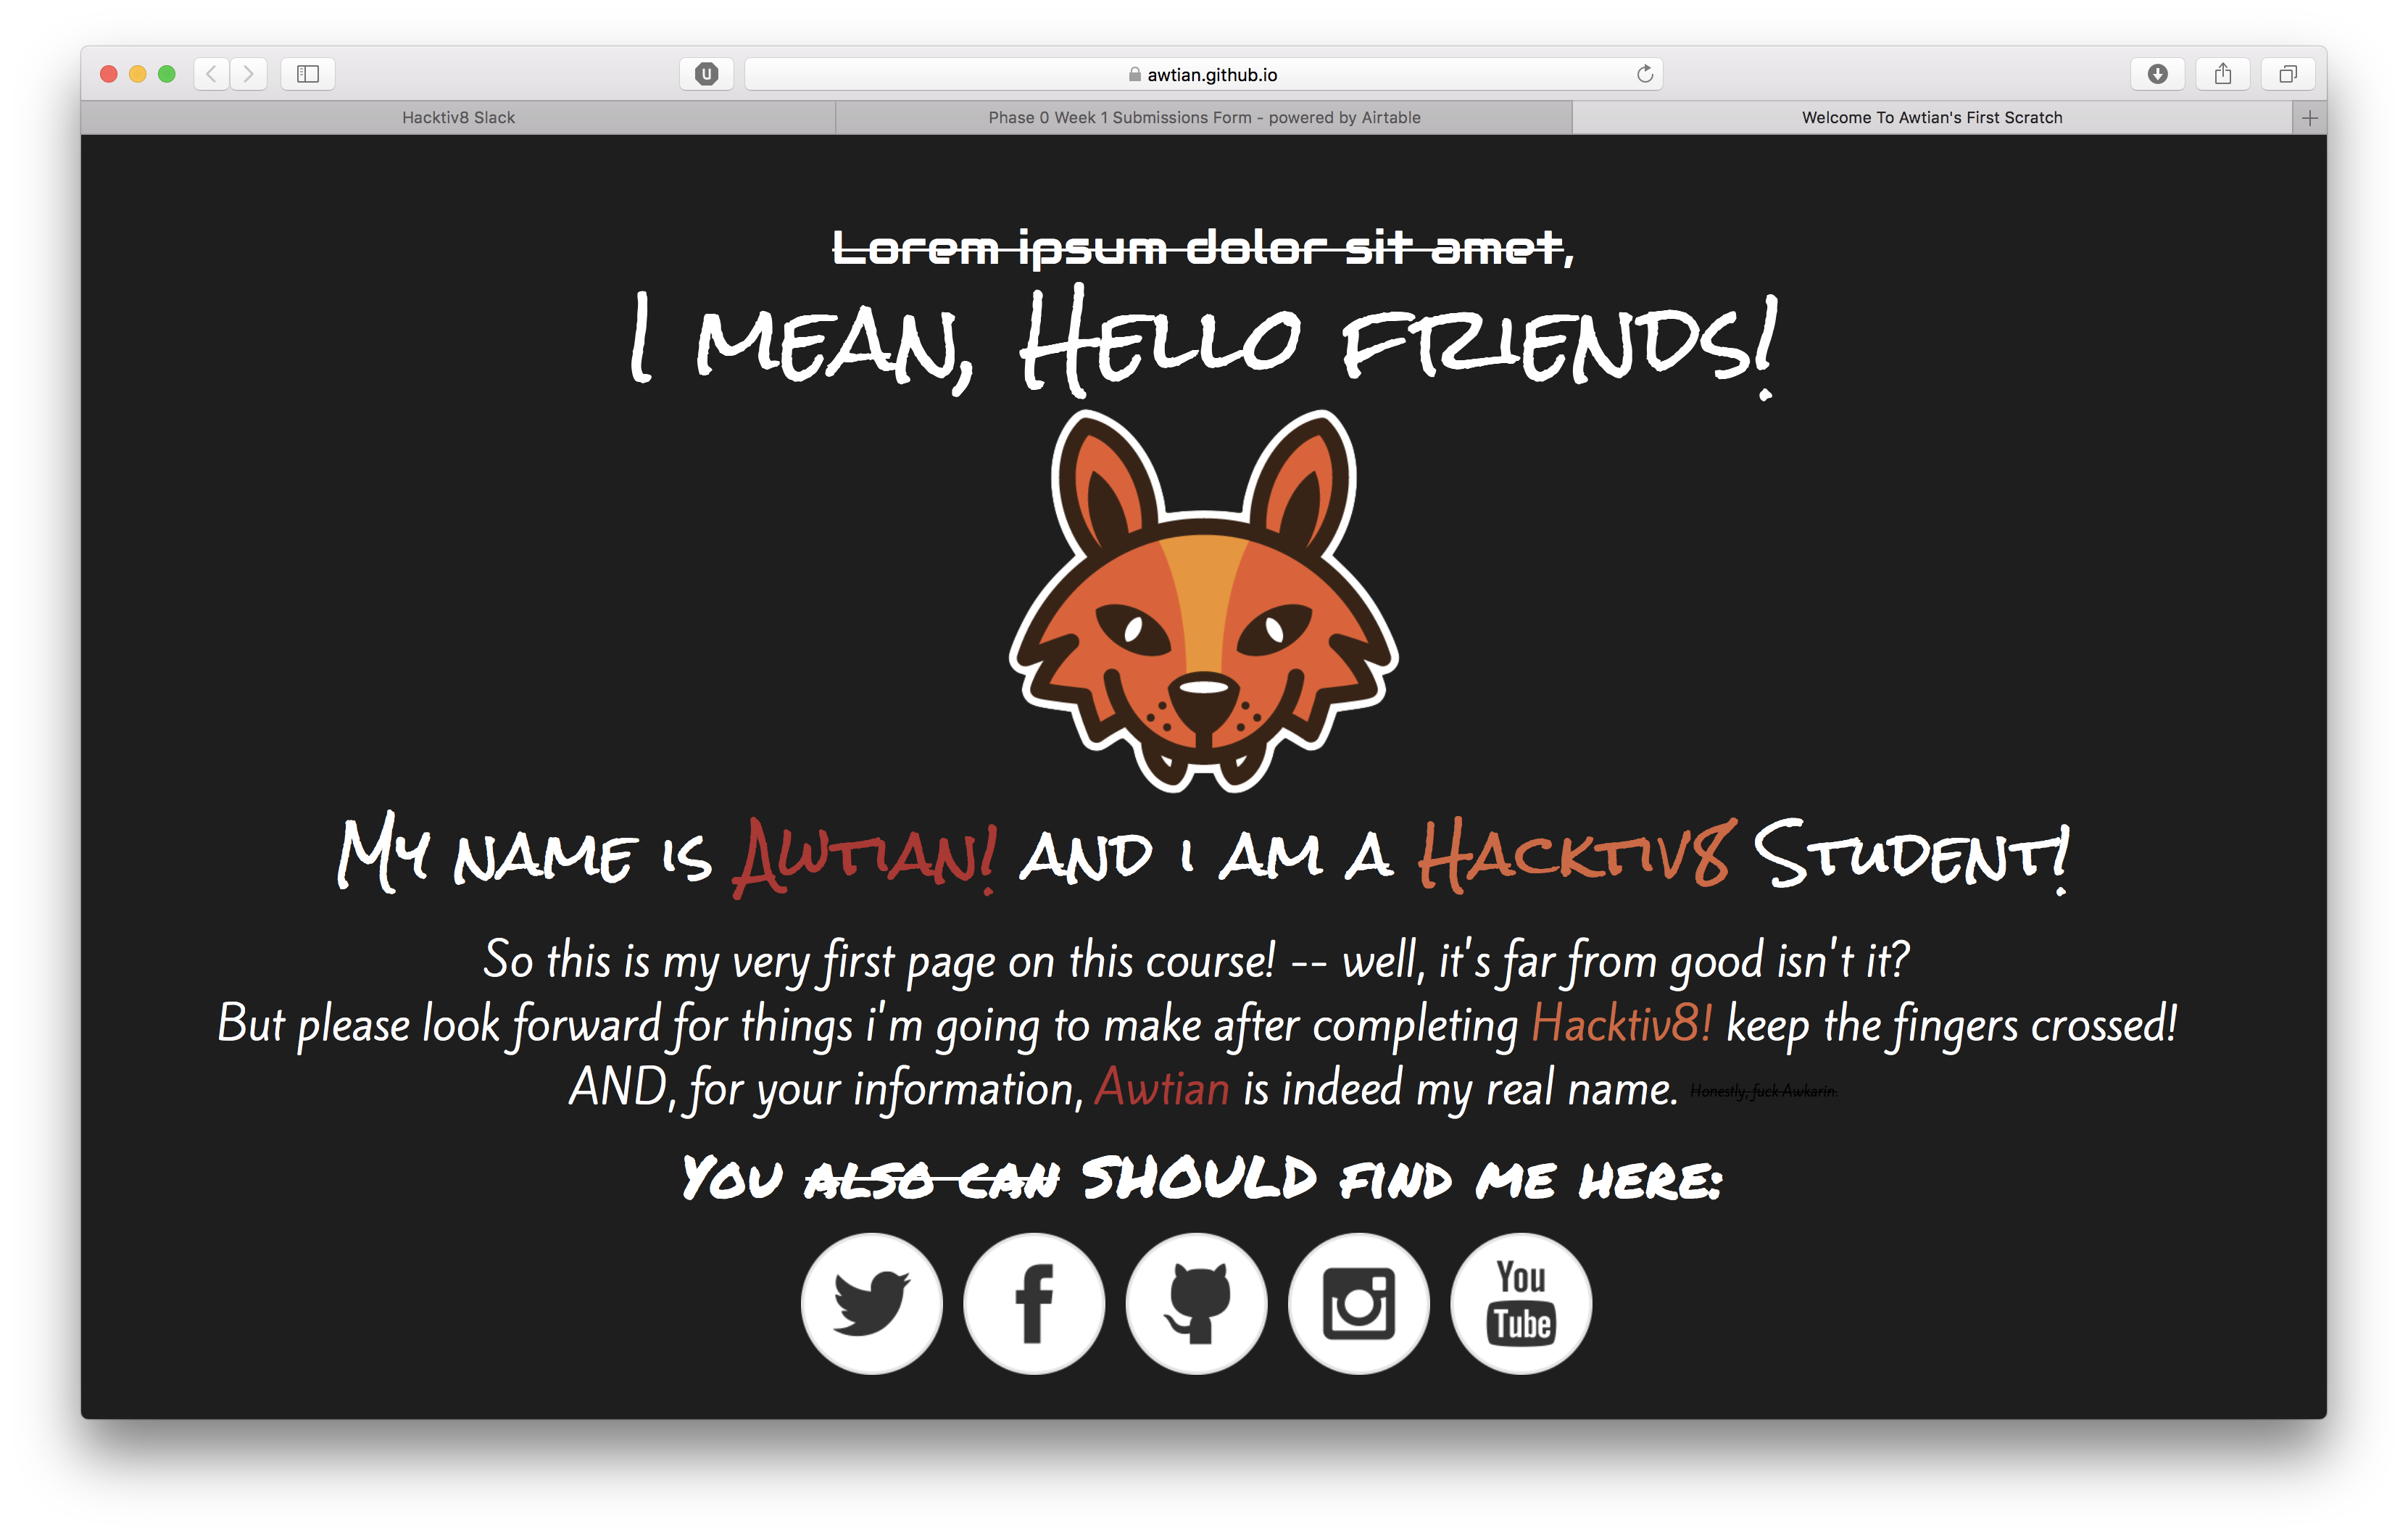 awtian.github.io
Hacktiv8 Slack
Phase 0 Week 1 Submissions Form - powered by Airtable
Welcome To Awtian's First Scratch
Lorem ipsum dolor sit amet,
I mean, Hello friends!
My name is Awtian! and i am a Hacktiv8 Student!
So this is my very first page on this course! -- well, it's far from good isn't it?
But please look forward for things i'm going to make after completing Hacktiv8! keep the fingers crossed!
AND, for your information, Awtian is indeed my real name. Honestly, fuck Awkarin.
You also can SHOULD find me here:
You
Tube